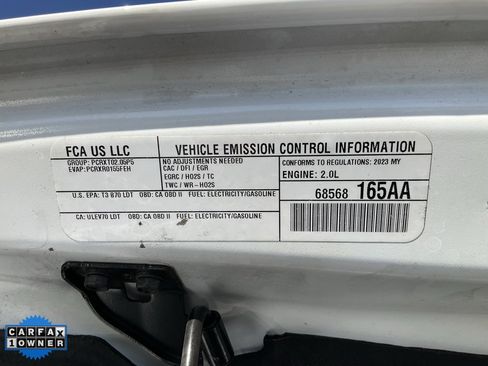 FCA US LLC
GROUP: PCRXT02.05P5
EVAP: PCRXR0155FEH
VEHICLE EMISSION CONTROL INFORMATION
NO ADJUSTMENTS NEEDED
CAC / DFI / EGR
EGRC / HO2S / TC
TWC / WR-HO2S
CONFORMS TO REGULATIONS: 2023 MY
ENGINE: 2.0L
68568 165AA
U.S. EPA: T3 B70 LDT OBD: CA OBD II FUEL: ELECTRICITY/GASOLINE
CA: ULEV70 LDT OBD: CA OBD II FUEL: ELECTRICITY/GASOLINE
CARFAX
1 OWNER